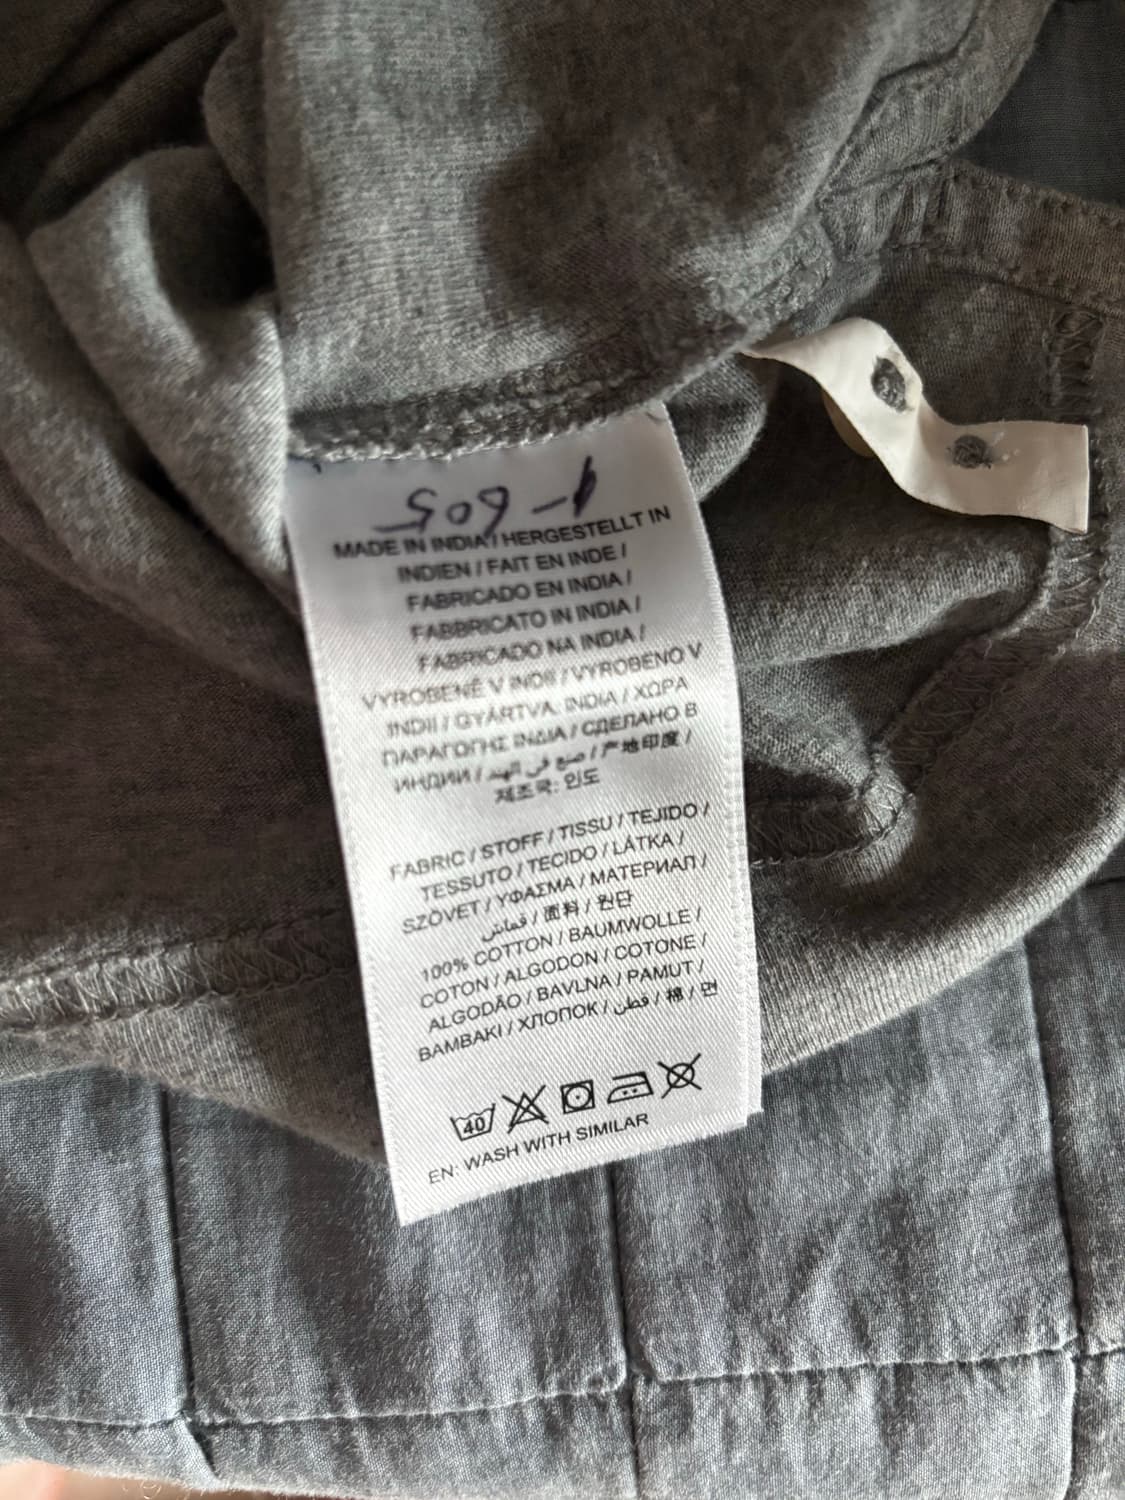 MADE IN INDIA / HERGESTELLT IN
INDIEN / FAIT EN INDE /
FABRICADO EN INDIA /
FABBRICATO IN INDIA /
FABRICADO NA INDIA /
VYROBENÉ V INDII / VYROBENO V
INDII / GYÁRTVA: INDIA / ΧΩΡΑ
ΠΑΡΑΓΩΓΗΣ ΙΝΔΙΑ / СДЕЛАНО В
ИНДИИ / صنع في الهند / 产地印度 /
제조국: 인도
FABRIC / STOFF / TISSU / TEJIDO /
TESSUTO / TECIDO / LÁTKA /
SZÖVET / ΥΦΑΣΜΑ / МАТЕРИАЛ /
قماش / 面料 / 원단
100% COTTON / BAUMWOLLE /
COTON / ALGODON / COTONE /
ALGODÃO / BAVLNA / PAMUT /
BAMBAKI / ХЛОПОК / قطن / 棉 / 면
40
EN: WASH WITH SIMILAR